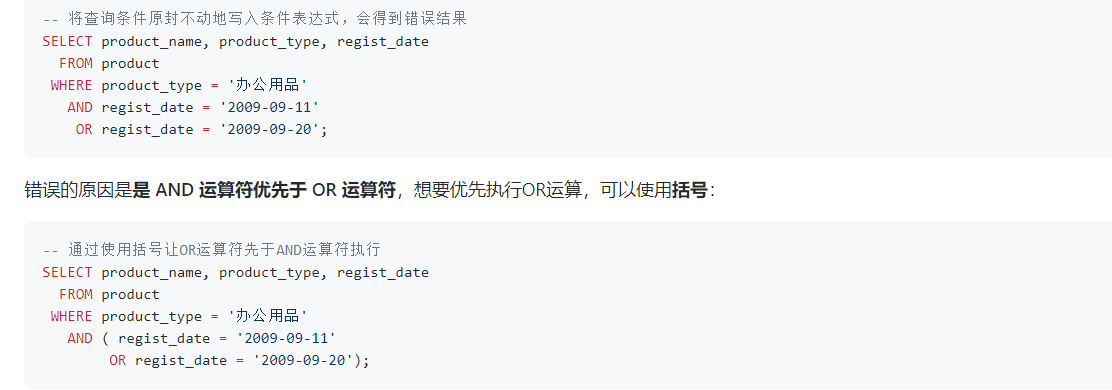 -- 将查询条件原封不动地写入条件表达式，会得到错误结果
SELECT product_name, product_type, regist_date
FROM product
WHERE product_type = '办公用品'
AND regist_date = '2009-09-11'
OR regist_date = '2009-09-20';
错误的原因是是 AND 运算符优先于 OR 运算符，想要优先执行OR运算，可以使用括号：
-- 通过使用括号让OR运算符先于AND运算符执行
SELECT product_name, product_type, regist_date
FROM product
WHERE product_type = '办公用品'
AND ( regist_date = '2009-09-11'
OR regist_date = '2009-09-20');